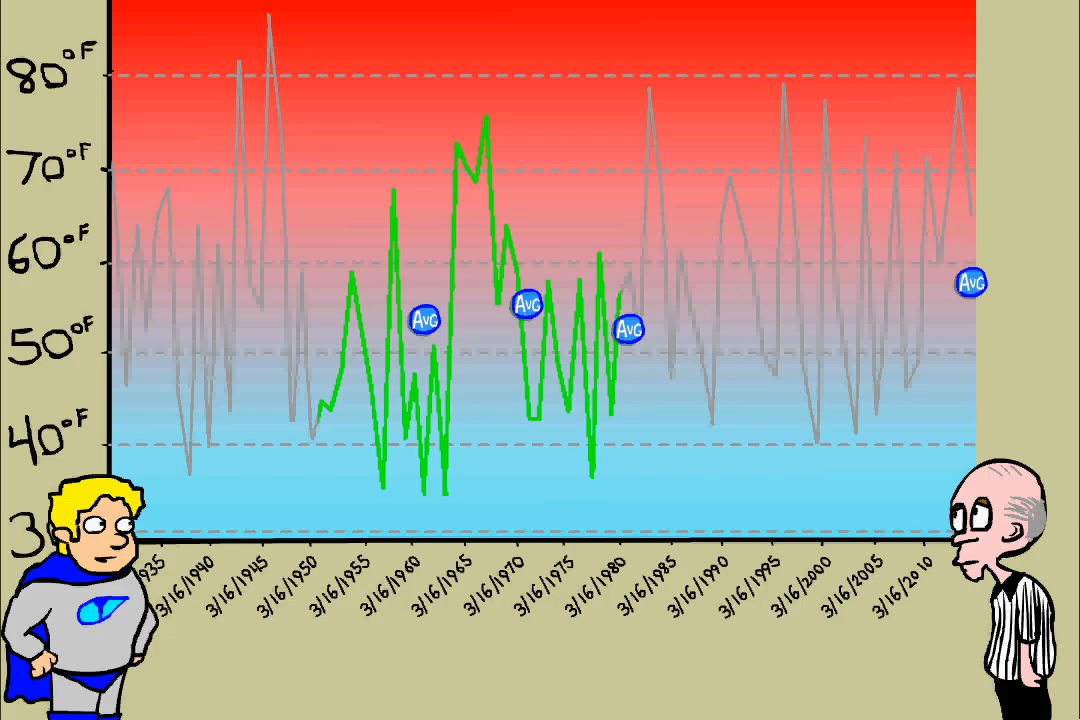 80°F
70°F
60°F
50°F
40°F
3
Avg
Avg
Avg
Avg
935
3/16/1940
3/16/1945
3/16/1950
3/16/1955
3/16/1960
3/16/1965
3/16/1970
3/16/1975
3/16/1980
3/16/1985
3/16/1990
3/16/1995
3/16/2000
3/16/2005
3/16/2010